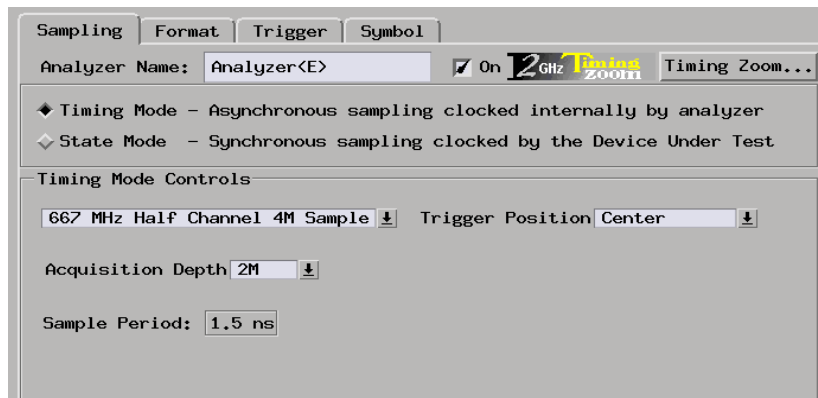 Sampling Format Trigger Symbol
Analyzer Name: Analyzer<E> On 2GHz Timing Zoom Timing Zoom...
Timing Mode - Asynchronous sampling clocked internally by analyzer
State Mode - Synchronous sampling clocked by the Device Under Test
Timing Mode Controls
667 MHz Half Channel 4M Sample Trigger Position Center
Acquisition Depth 2M
Sample Period: 1.5 ns